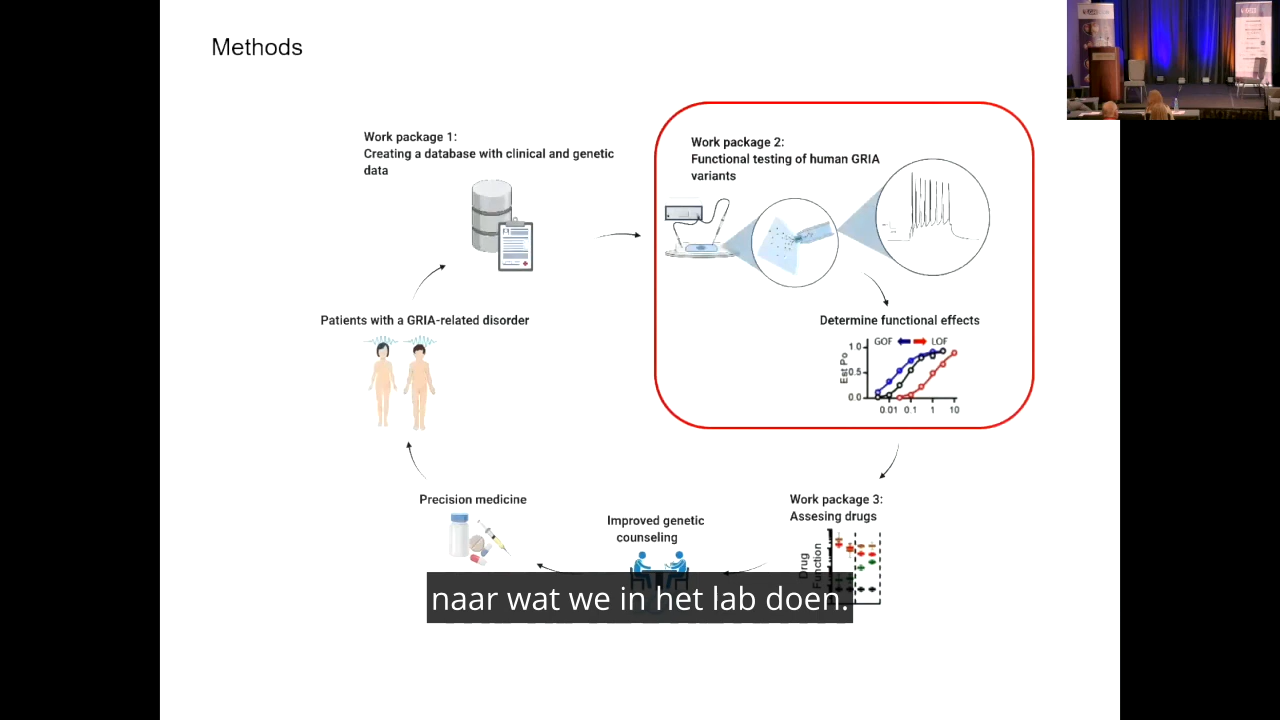 Methods
Work package 1:
Creating a database with clinical and genetic
data
Work package 2:
Functional testing of human GRIA
variants
Patients with a GRIA-related disorder
Determine functional effects
GOF LOF
Est Po
1.0
0.5
0.0
0.01 0.1 1 10
Precision medicine
Improved genetic
counseling
Work package 3:
Assesing drugs
Drug
Function
naar wat we in het lab doen.